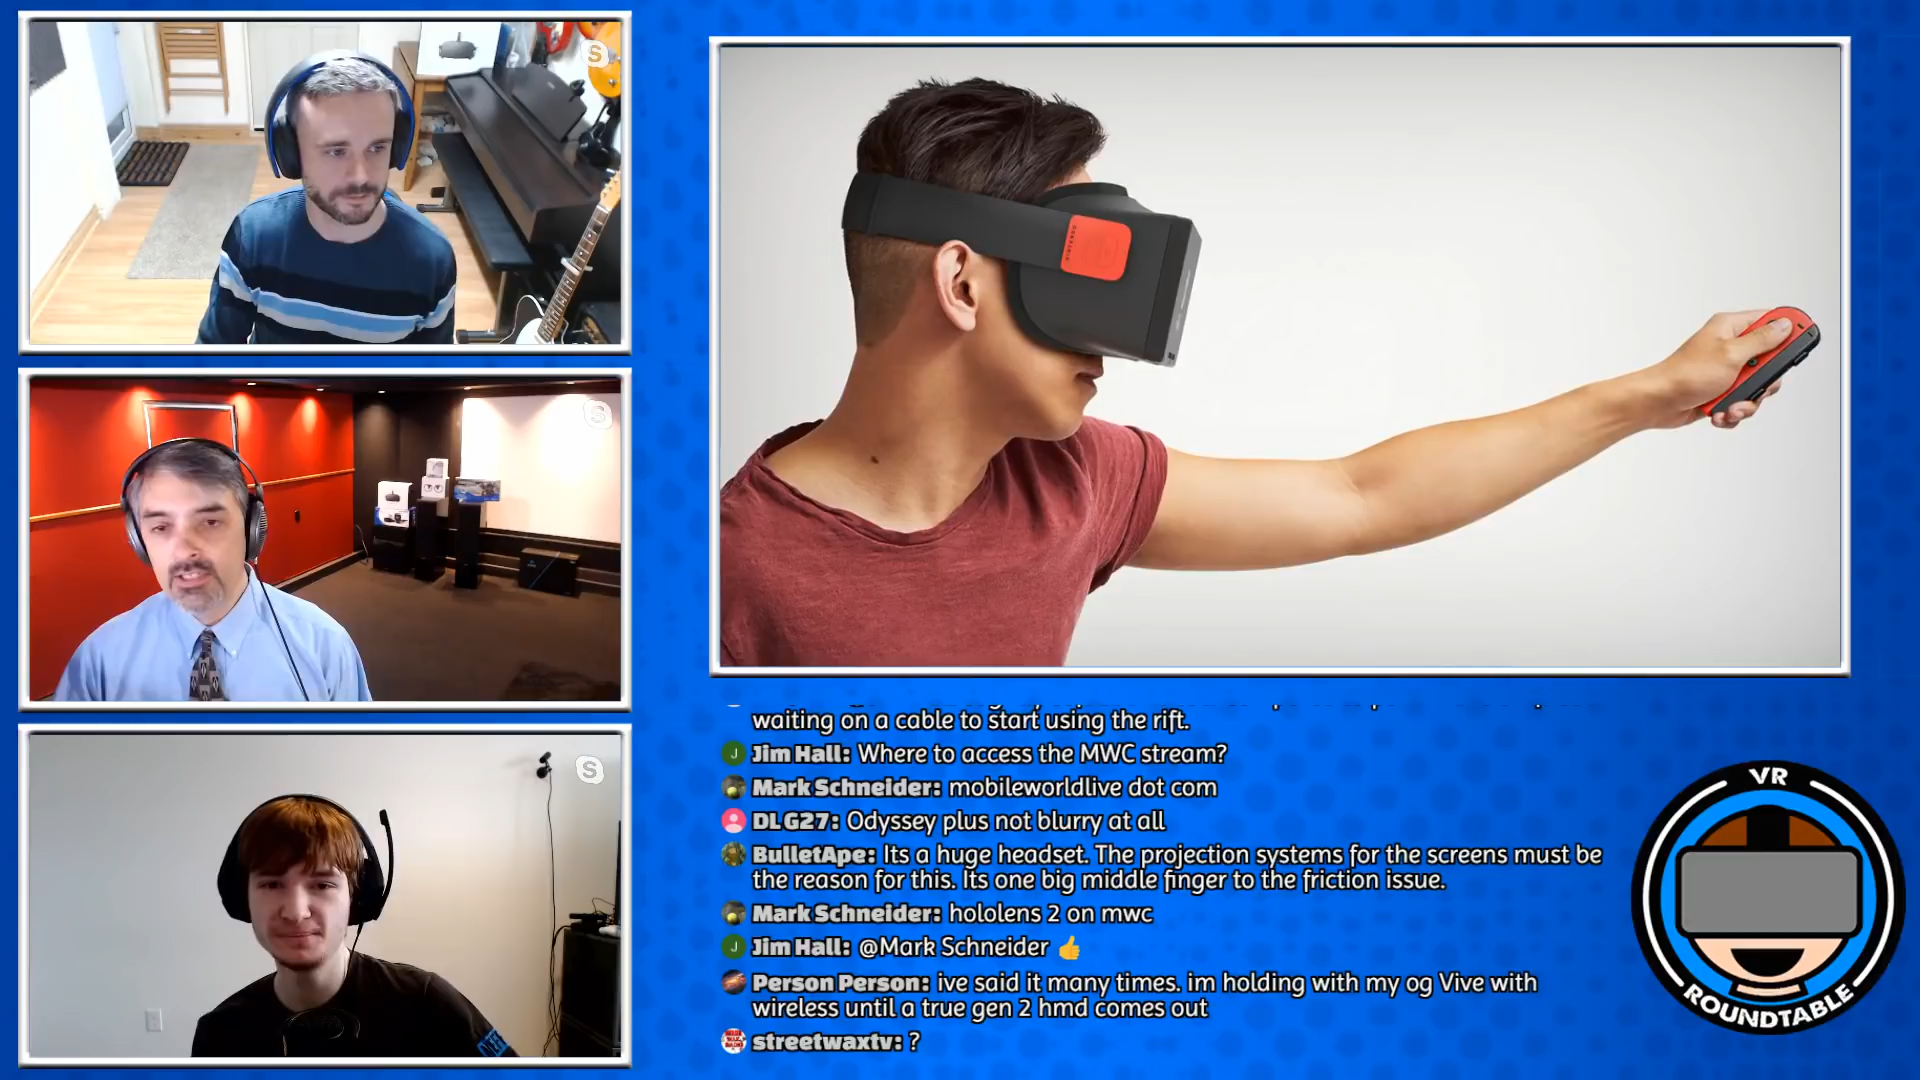 S
S
S
NINTENDO
waiting on a cable to start using the rift.
J Jim Hall: Where to access the MWC stream?
Mark Schneider: mobileworldlive dot com
DLG27: Odyssey plus not blurry at all
BulletApe: Its a huge headset. The projection systems for the screens must be
the reason for this. Its one big middle finger to the friction issue.
Mark Schneider: hololens 2 on mwc
J Jim Hall: @Mark Schneider 👍
Person Person: ive said it many times. im holding with my og Vive with
wireless until a true gen 2 hmd comes out
streetwaxtv: ?
VR
ROUNDTABLE